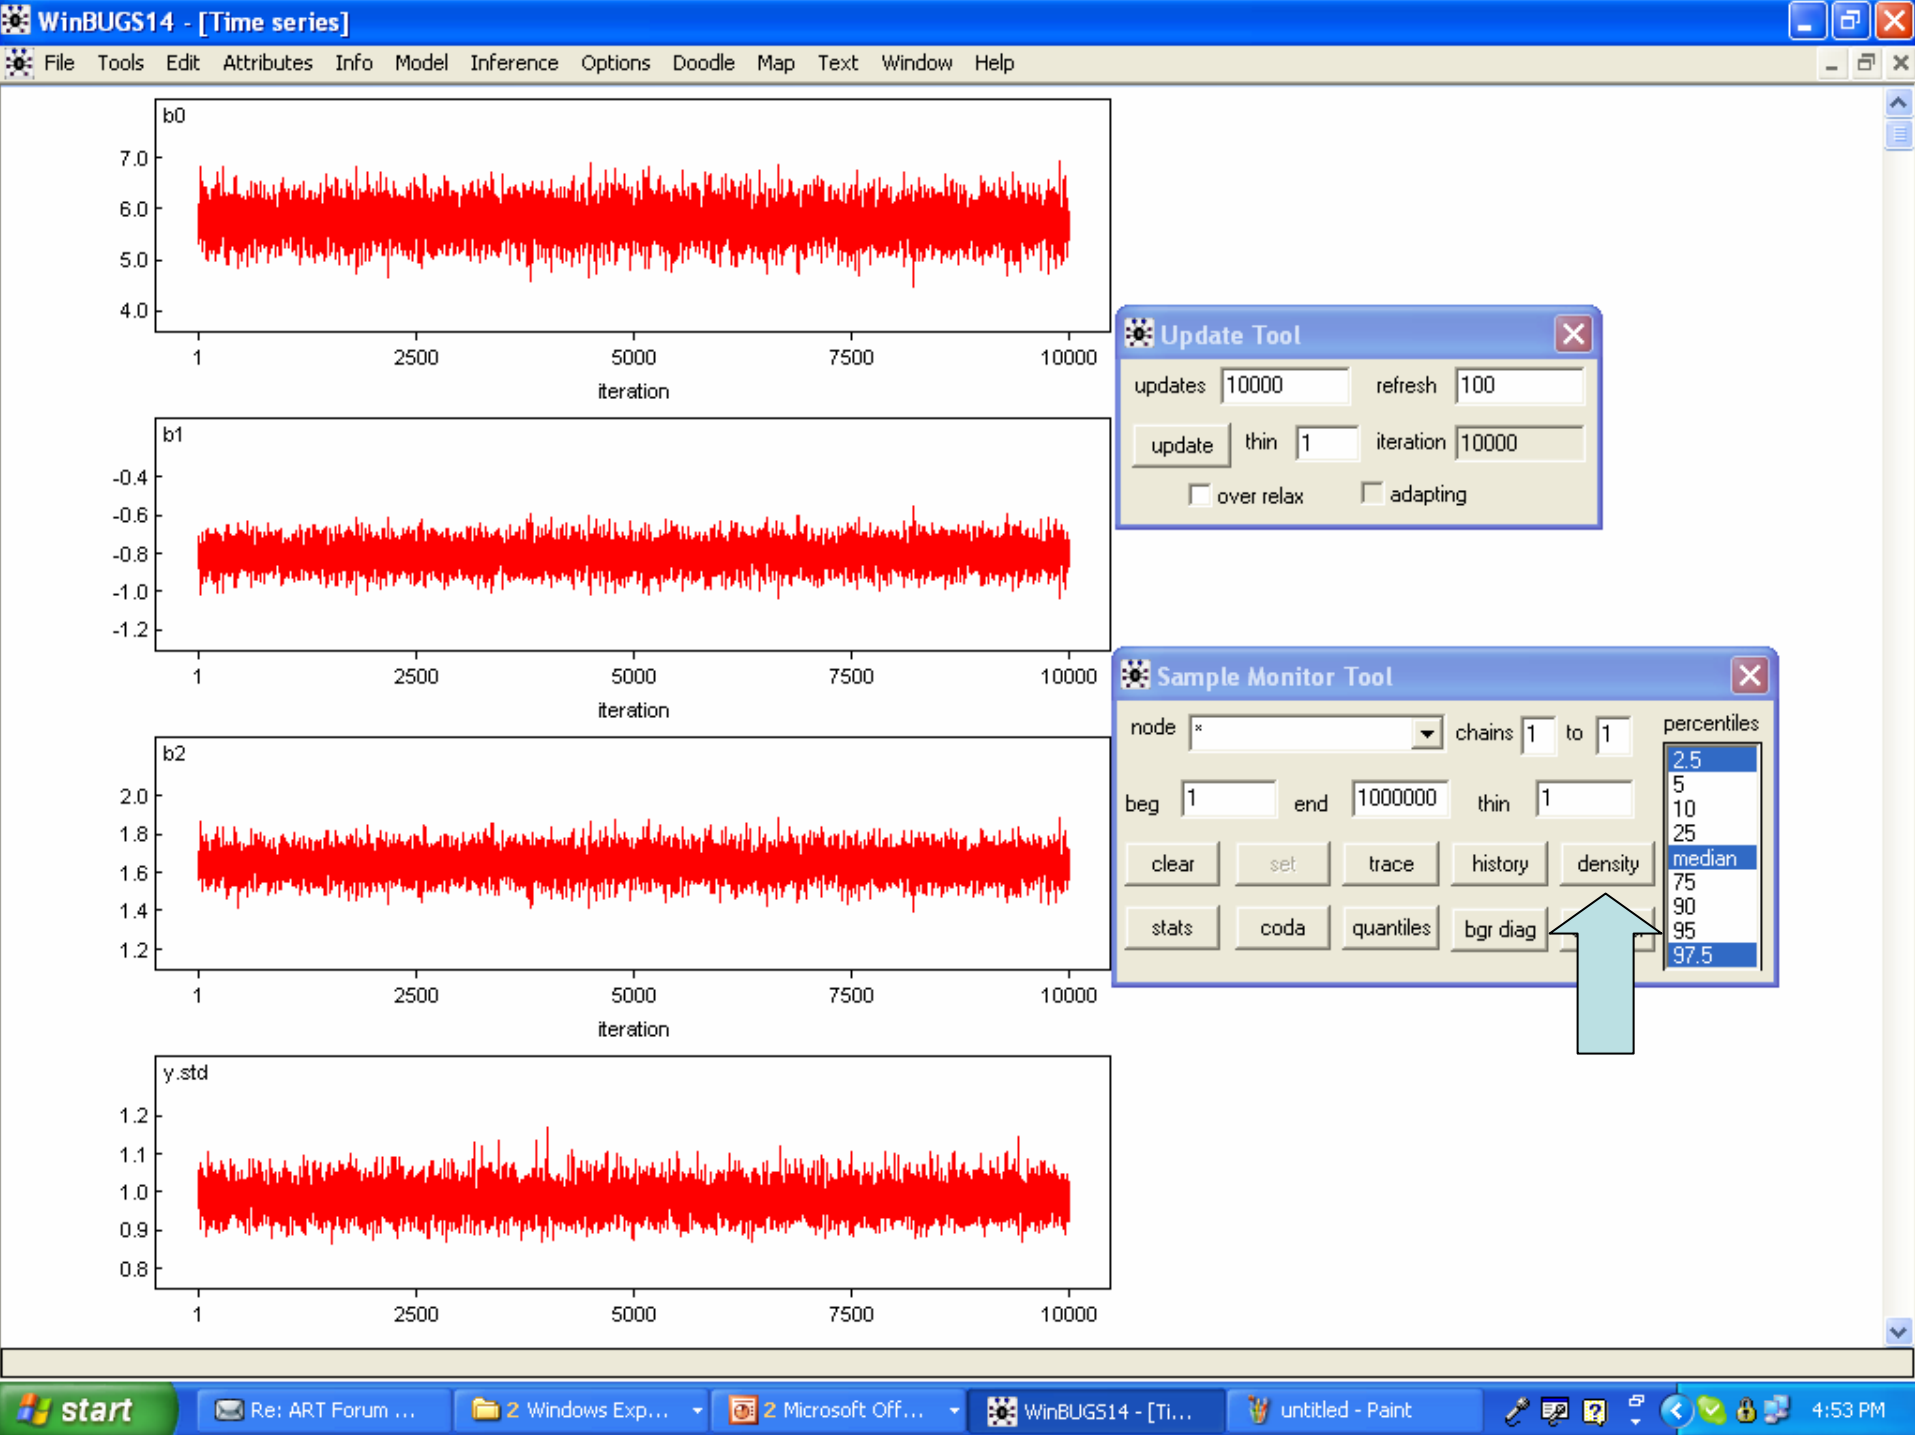 WinBUGS14 - [Time series]
File Tools Edit Attributes Info Model Inference Options Doodle Map Text Window Help
b0
7.0
6.0
5.0
4.0
1 2500 5000 7500 10000
iteration
b1
-0.4
-0.6
-0.8
-1.0
-1.2
1 2500 5000 7500 10000
iteration
b2
2.0
1.8
1.6
1.4
1.2
1 2500 5000 7500 10000
iteration
y.std
1.2
1.1
1.0
0.9
0.8
1 2500 5000 7500 10000
Update Tool
updates 10000 refresh 100
update thin 1 iteration 10000
over relax adapting
Sample Monitor Tool
node * chains 1 to 1 percentiles
beg 1 end 1000000 thin 1
clear set trace history density
stats coda quantiles bgr diag
2.5
5
10
25
median
75
90
95
97.5
start Re: ART Forum ... 2 Windows Exp... 2 Microsoft Off... WinBUGS14 - [Ti... untitled - Paint 4:53 PM